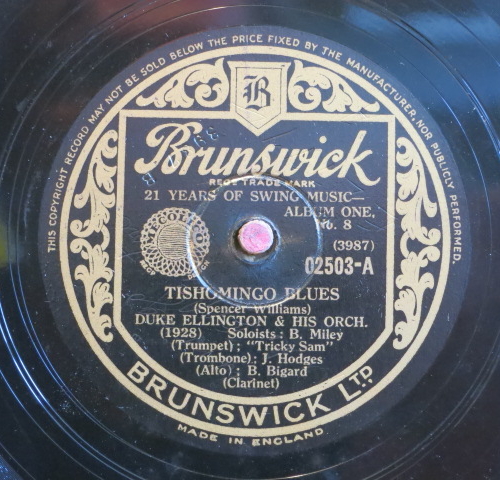 THIS COPYRIGHT RECORD MAY NOT BE SOLD BELOW THE PRICE FIXED BY THE MANUFACTURER, NOR PUBLICLY PERFORMED.
B
Brunswick
REGD TRADE MARK
21 YEARS OF SWING MUSIC—
ALBUM ONE,
No. 8
(3987)
02503-A
TISHOMINGO BLUES
(Spencer Williams)
DUKE ELLINGTON & HIS ORCH.
(1928) Soloists: B. Miley
(Trumpet); "Tricky Sam"
(Trombone); J. Hodges
(Alto); B. Bigard
(Clarinet)
BRUNSWICK LTD.
MADE IN ENGLAND.